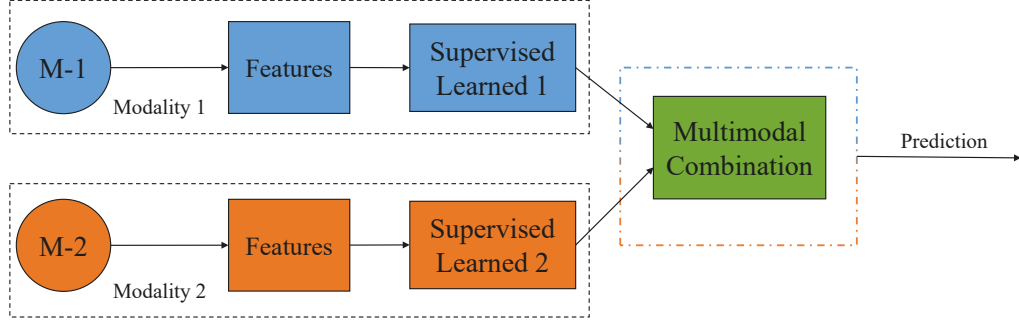 M-1
Features
Supervised
Learned 1
Modality 1
Multimodal
Combination
Prediction
M-2
Features
Supervised
Learned 2
Modality 2